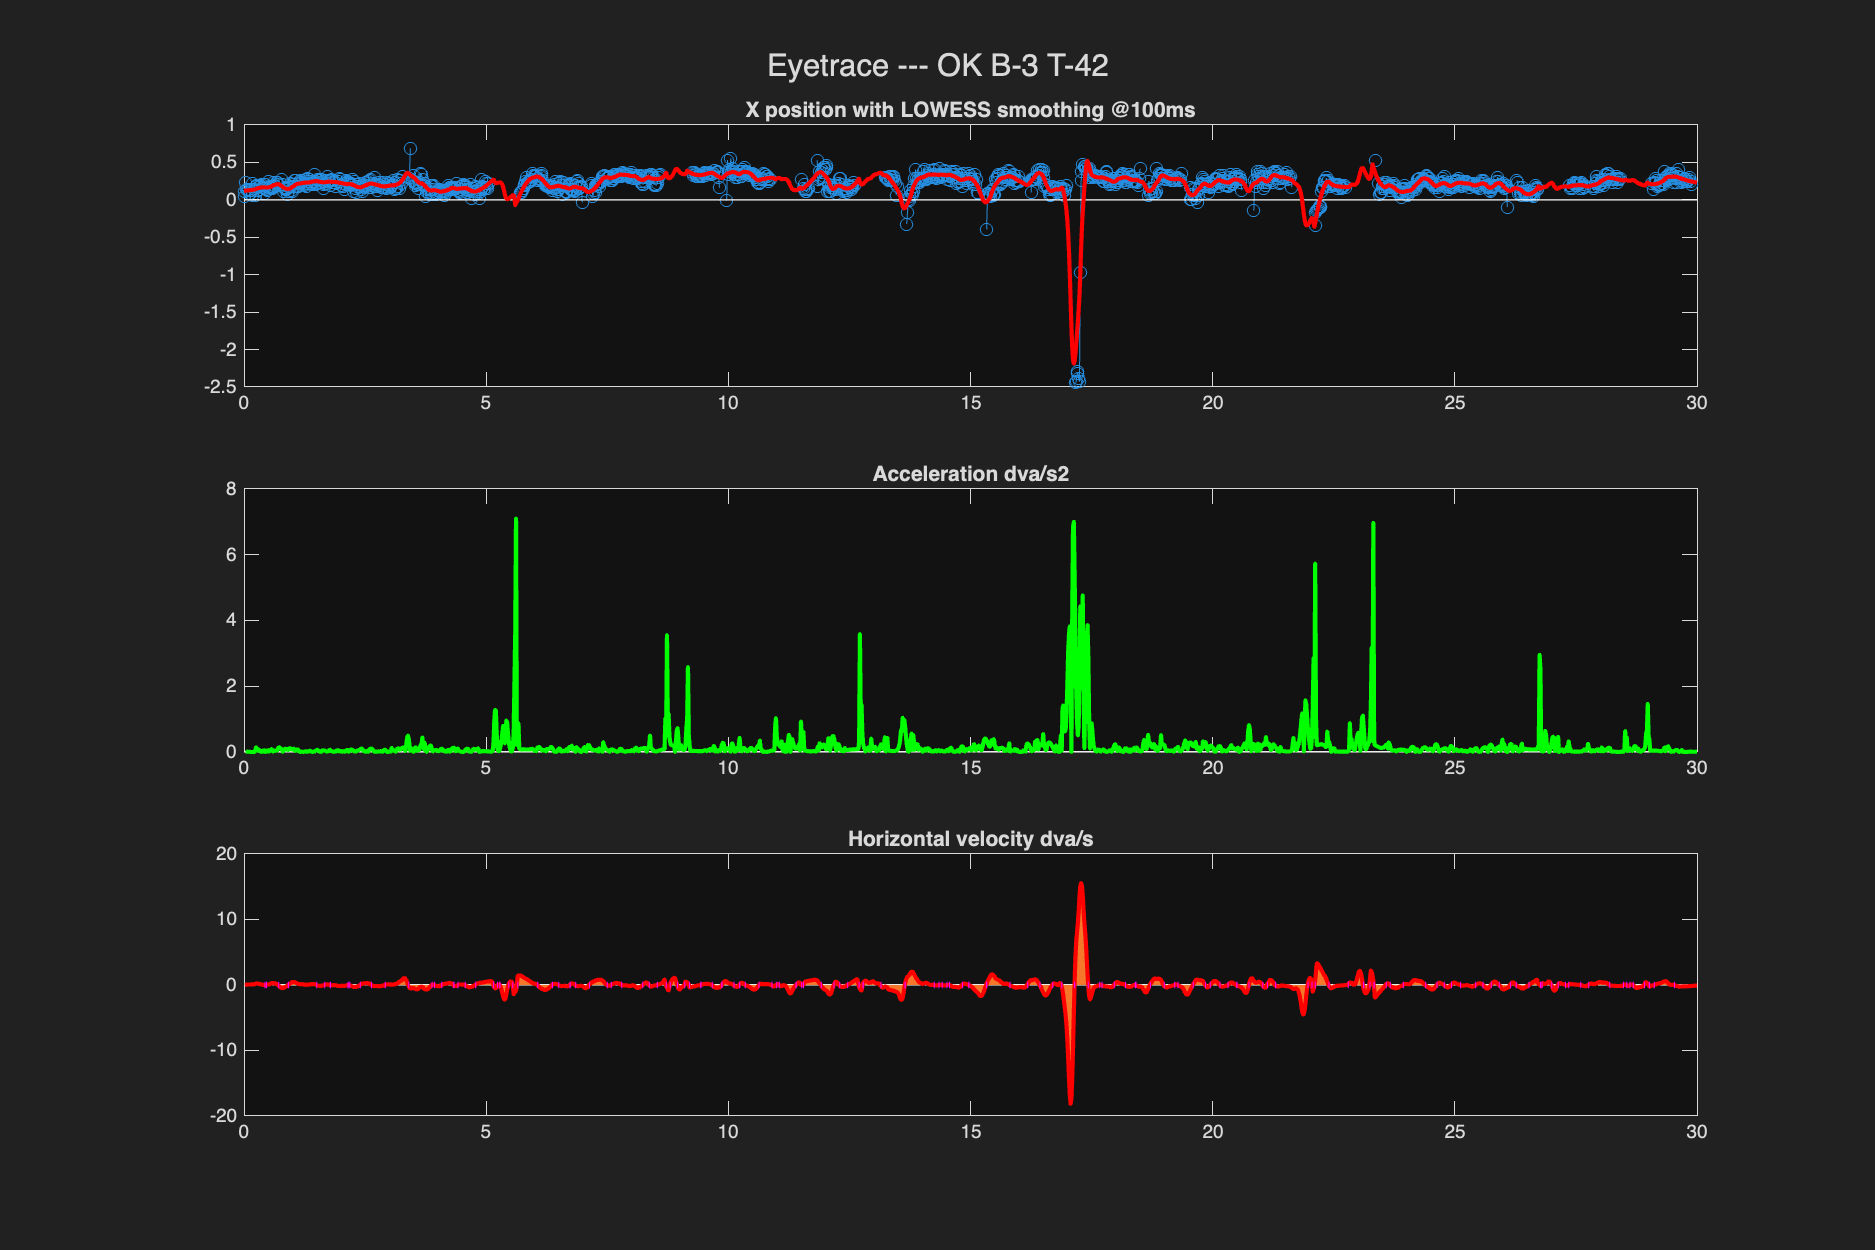 Eyetrace --- OK B-3 T-42
X position with LOWESS smoothing @100ms
1
0.5
0
-0.5
-1
-1.5
-2
-2.5
0 5 10 15 20 25 30
Acceleration dva/s2
8
6
4
2
0
0 5 10 15 20 25 30
Horizontal velocity dva/s
20
10
0
-10
-20
0 5 10 15 20 25 30